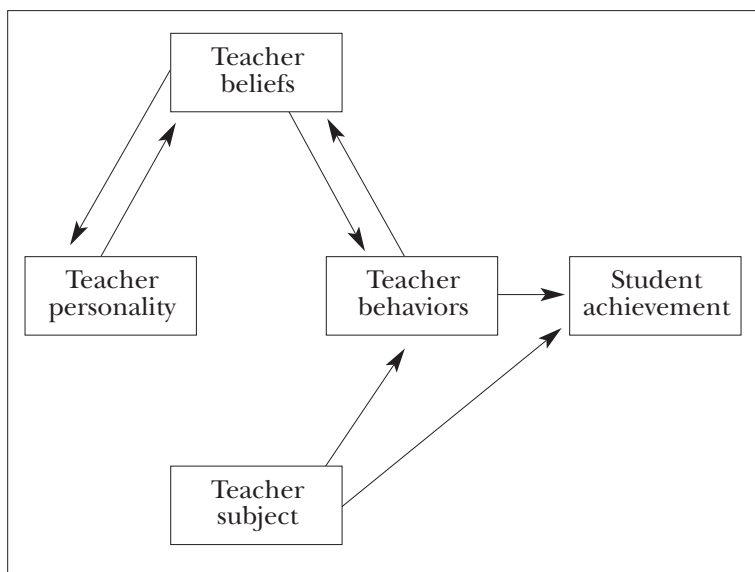 Teacher
beliefs
Teacher
personality
Teacher
behaviors
Student
achievement
Teacher
subject